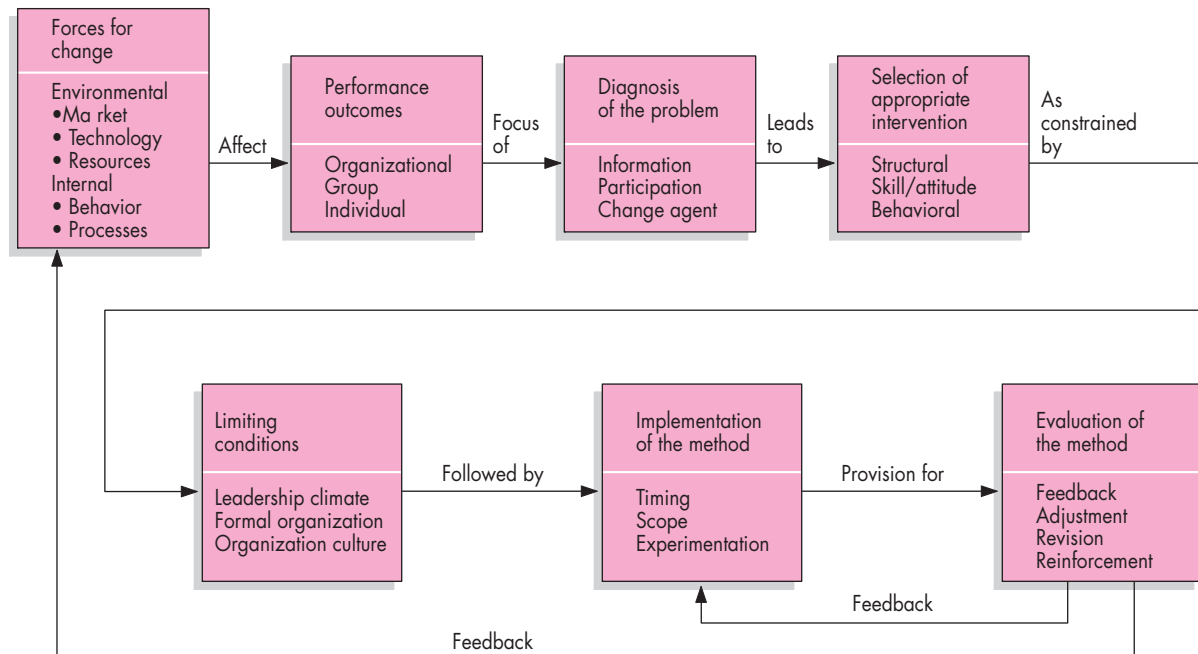 Forces for
change
Environmental
•Ma rket
• Technology
• Resources
Internal
• Behavior
• Processes
Affect
Performance
outcomes
Organizational
Group
Individual
Focus
of
Diagnosis
of the problem
Information
Participation
Change agent
Leads
to
Selection of
appropriate
intervention
Structural
Skill/attitude
Behavioral
As
constrained
by
Limiting
conditions
Leadership climate
Formal organization
Organization culture
Followed by
Implementation
of the method
Timing
Scope
Experimentation
Provision for
Evaluation of
the method
Feedback
Adjustment
Revision
Reinforcement
Feedback
Feedback